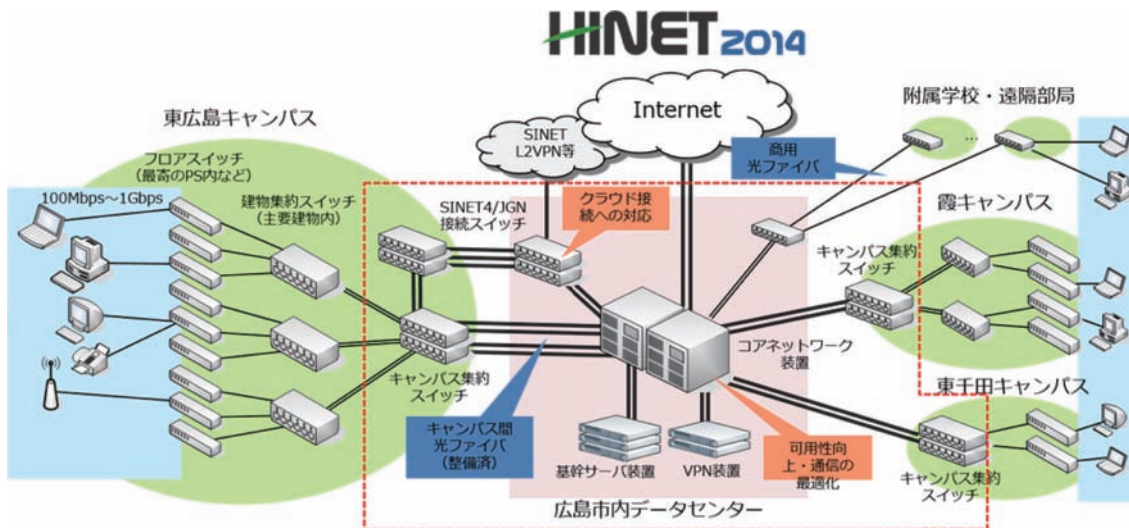 HiNET 2014
Internet
SINET
L2VPN等
附属学校・遠隔部局
...
商用
光ファイバ
東広島キャンパス
フロアスイッチ
(最寄のPS内など)
100Mbps～1Gbps
建物集約スイッチ
(主要建物内)
SINET4/JGN
接続スイッチ
クラウド接
続への対応
霞キャンパス
キャンパス集約
スイッチ
コアネットワーク
装置
キャンパス集約
スイッチ
東千田キャンパス
キャンパス間
光ファイバ
(整備済)
基幹サーバ装置
VPN装置
可用性向
上・通信の
最適化
キャンパス集約
スイッチ
広島市内データセンター